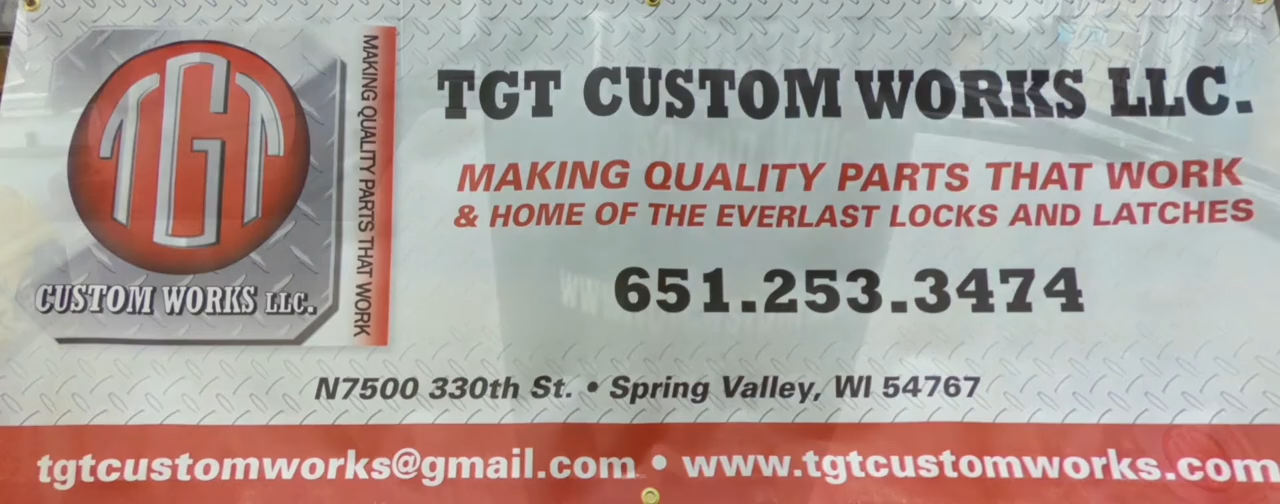 TGT
CUSTOM WORKS LLC.
MAKING QUALITY PARTS THAT WORK
TGT CUSTOM WORKS LLC.
MAKING QUALITY PARTS THAT WORK
& HOME OF THE EVERLAST LOCKS AND LATCHES
651.253.3474
N7500 330th St. • Spring Valley, WI 54767
tgtcustomworks@gmail.com • www.tgtcustomworks.com